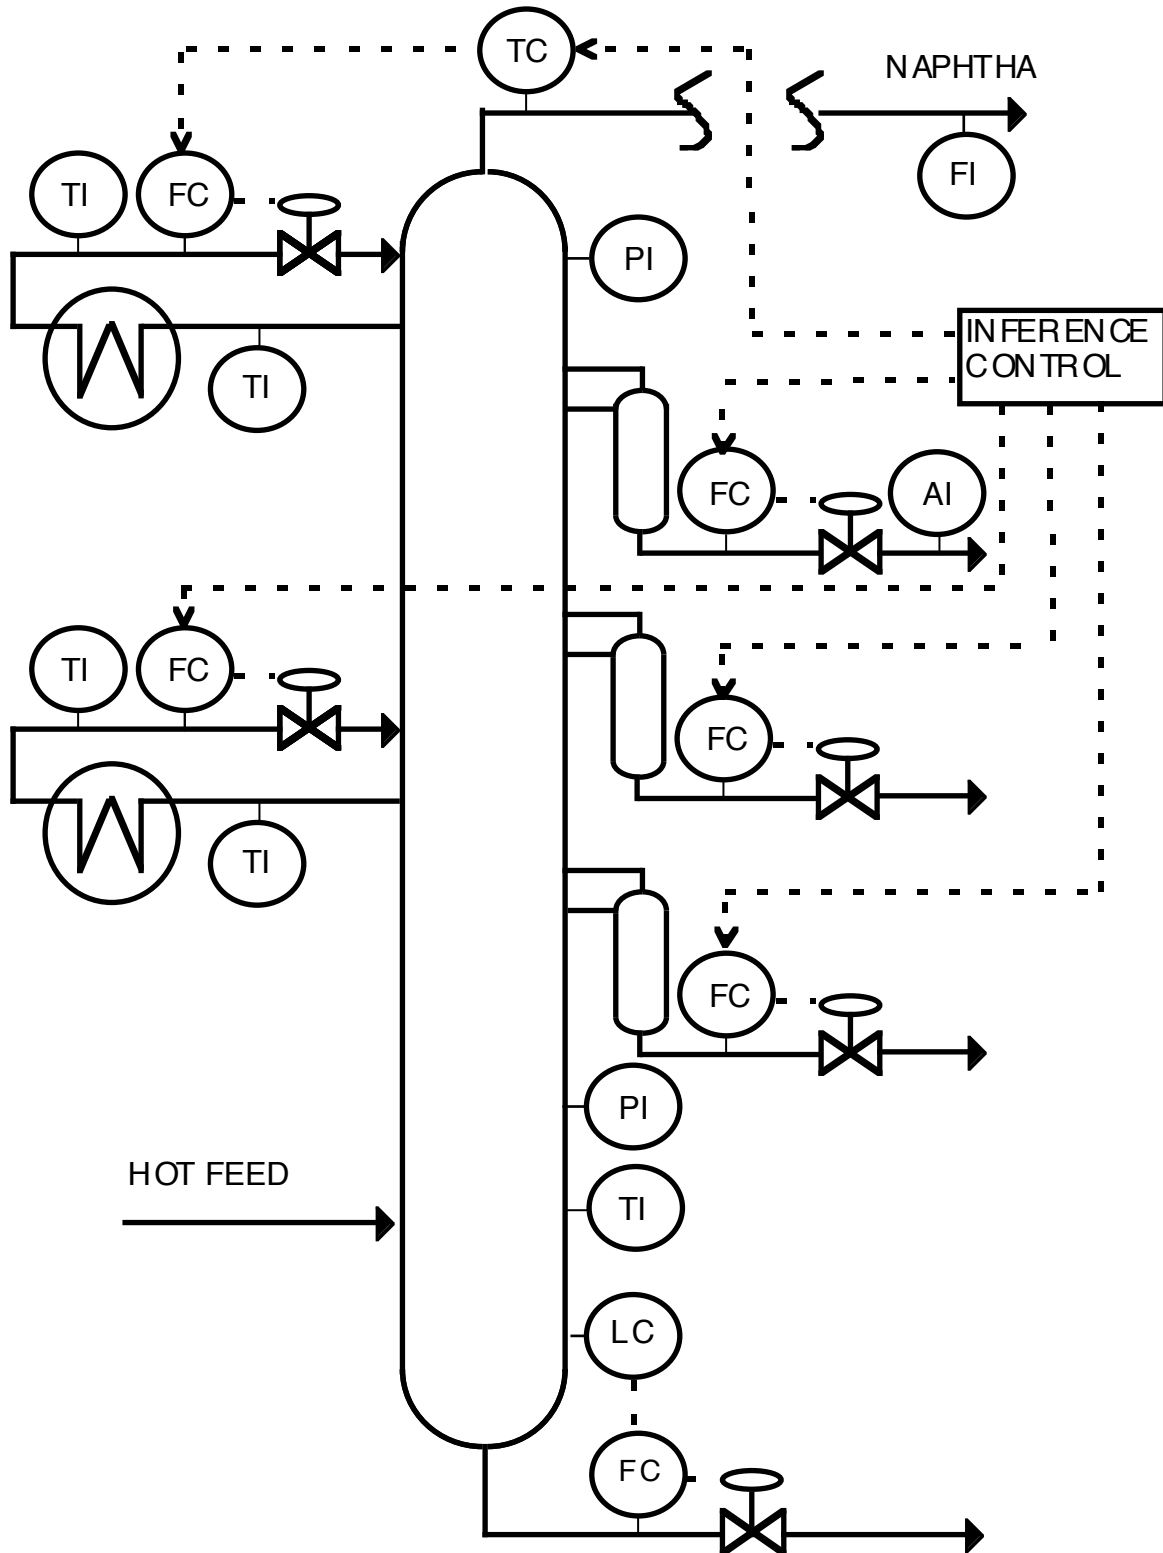 TC
NAPHTHA
TI
FC
FI
PI
INFERENCE
CONTROL
TI
FC
AI
TI
FC
FC
TI
FC
PI
HOT FEED
TI
LC
FC